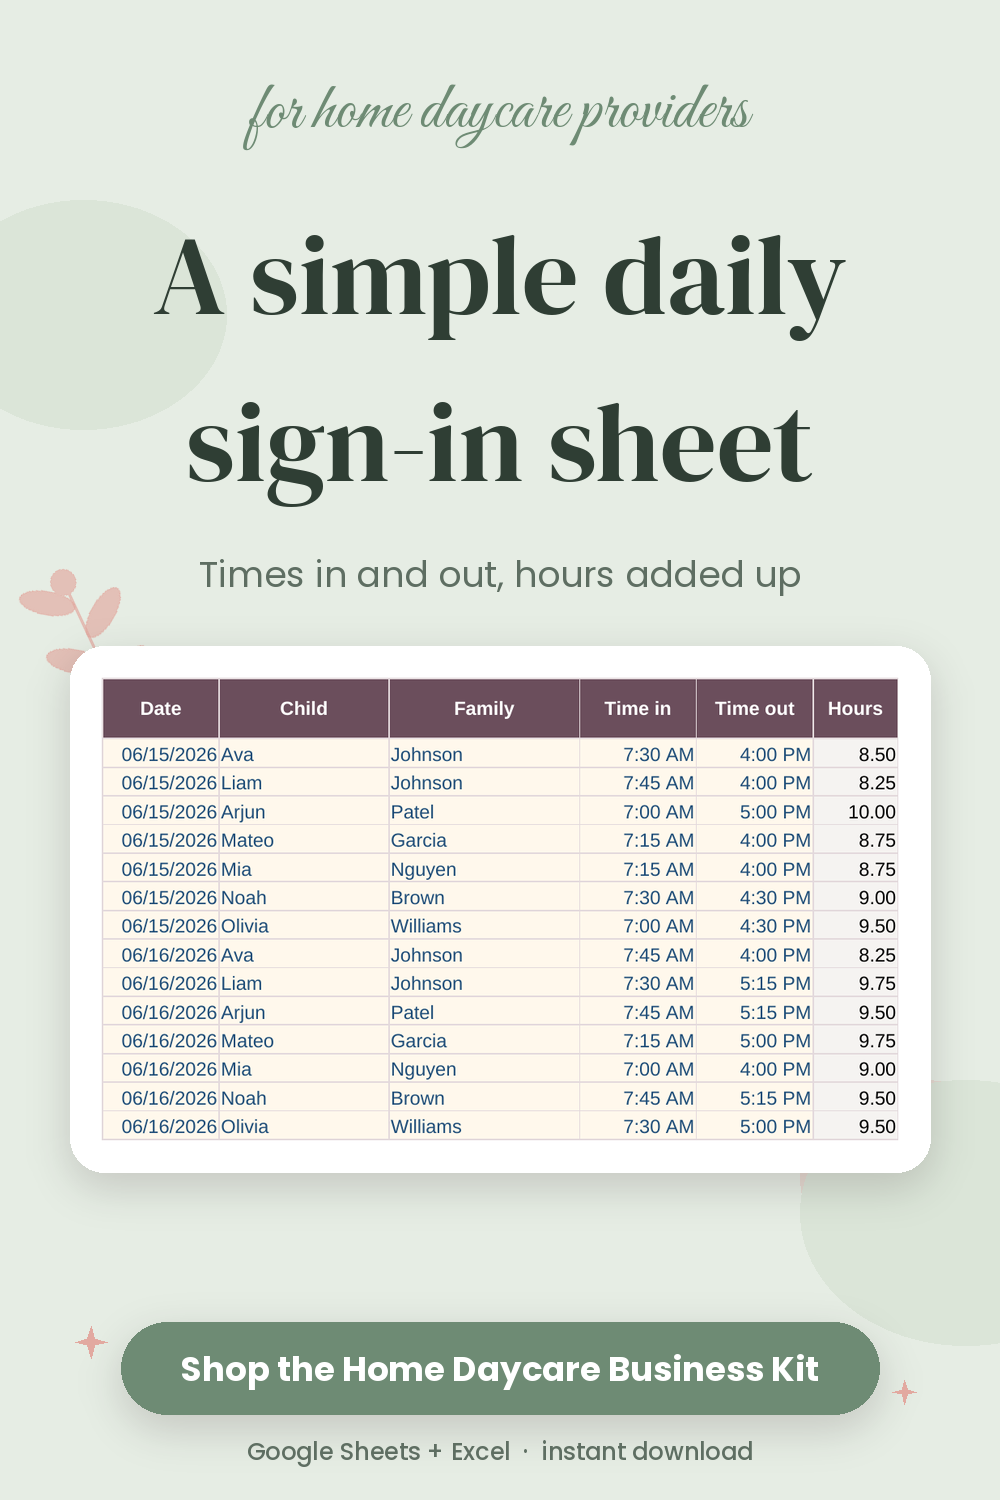 for home daycare providers
A simple daily
sign-in sheet
Times in and out, hours added up
Date Child Family Time in Time out Hours
06/15/2026 Ava Johnson 7:30 AM 4:00 PM 8.50
06/15/2026 Liam Johnson 7:45 AM 4:00 PM 8.25
06/15/2026 Arjun Patel 7:00 AM 5:00 PM 10.00
06/15/2026 Mateo Garcia 7:15 AM 4:00 PM 8.75
06/15/2026 Mia Nguyen 7:15 AM 4:00 PM 8.75
06/15/2026 Noah Brown 7:30 AM 4:30 PM 9.00
06/15/2026 Olivia Williams 7:00 AM 4:30 PM 9.50
06/16/2026 Ava Johnson 7:45 AM 4:00 PM 8.25
06/16/2026 Liam Johnson 7:30 AM 5:15 PM 9.75
06/16/2026 Arjun Patel 7:45 AM 5:15 PM 9.50
06/16/2026 Mateo Garcia 7:15 AM 5:00 PM 9.75
06/16/2026 Mia Nguyen 7:00 AM 4:00 PM 9.00
06/16/2026 Noah Brown 7:45 AM 5:15 PM 9.50
06/16/2026 Olivia Williams 7:30 AM 5:00 PM 9.50
Shop the Home Daycare Business Kit
Google Sheets + Excel · instant download